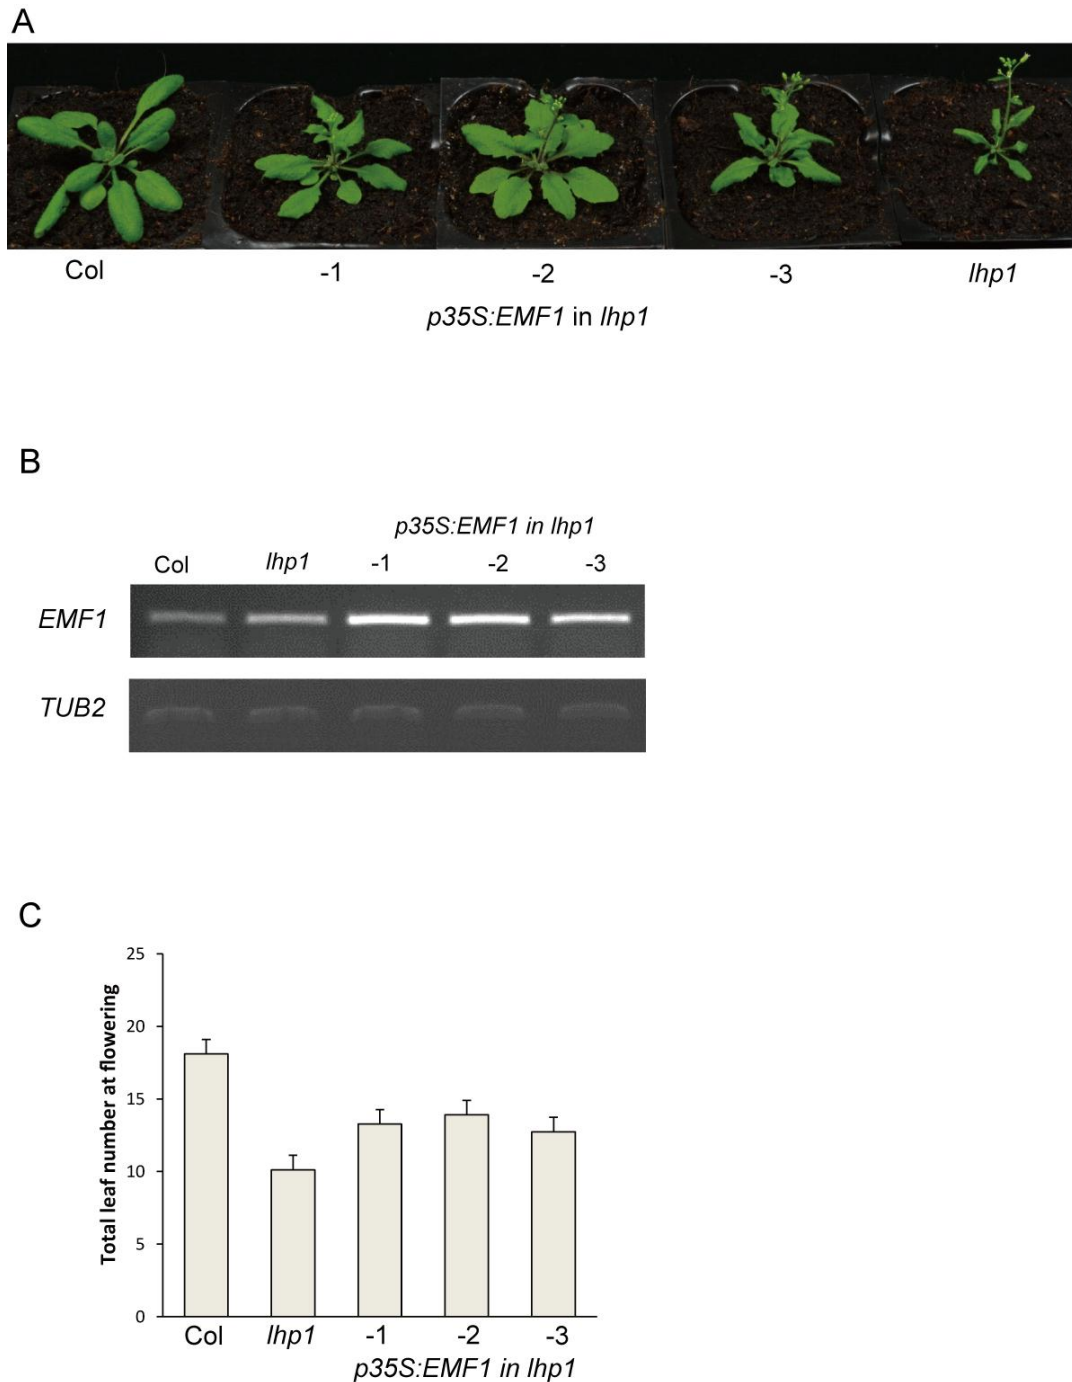 A
Col -1 -2 -3 lhp1
p35S:EMF1 in lhp1
B
p35S:EMF1 in lhp1
Col lhp1 -1 -2 -3
EMF1
TUB2
C
Total leaf number at flowering
25
20
15
10
5
0
Col lhp1 -1 -2 -3
p35S:EMF1 in lhp1